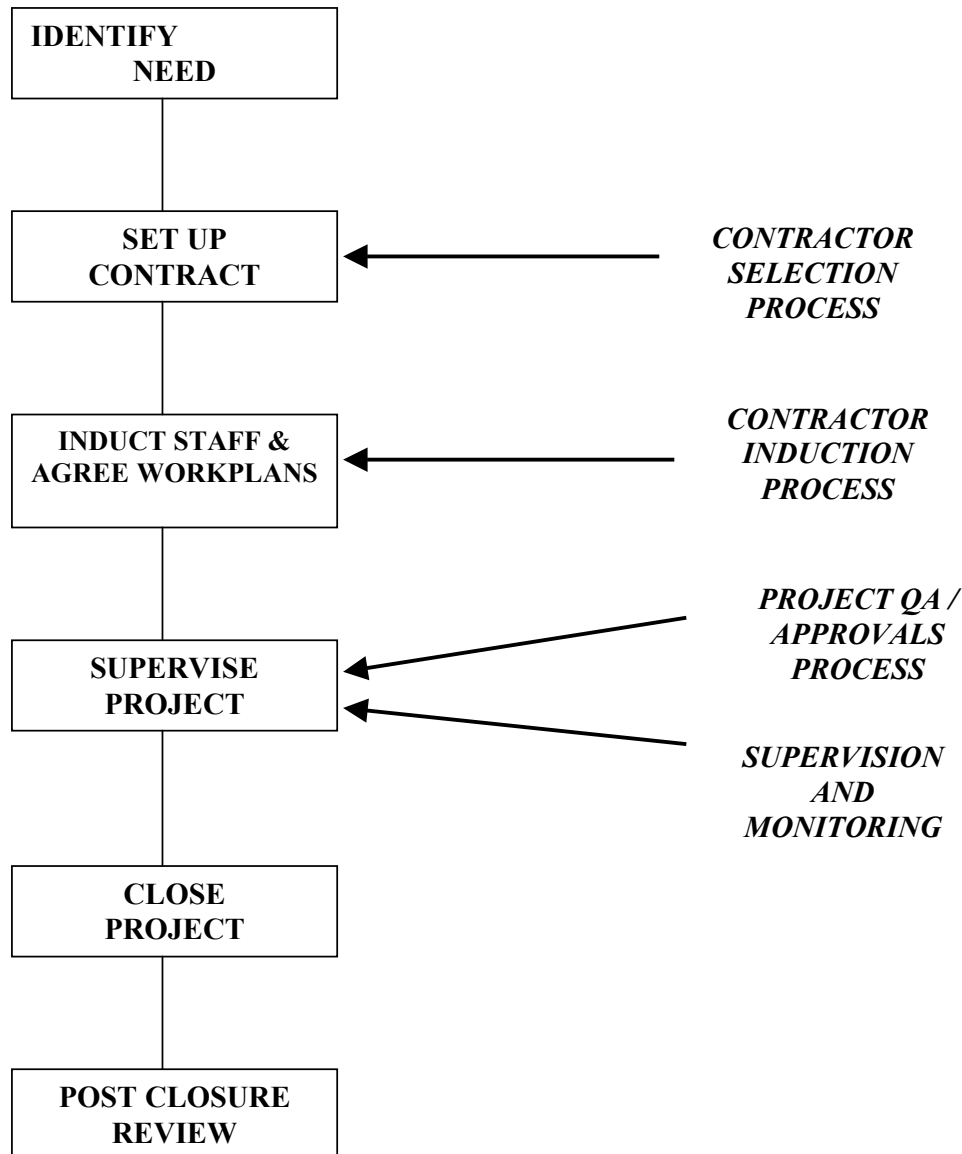 IDENTIFY
NEED
SET UP
CONTRACT
CONTRACTOR
SELECTION
PROCESS
INDUCT STAFF &
AGREE WORKPLANS
CONTRACTOR
INDUCTION
PROCESS
SUPERVISE
PROJECT
PROJECT QA /
APPROVALS
PROCESS
SUPERVISION
AND
MONITORING
CLOSE
PROJECT
POST CLOSURE
REVIEW